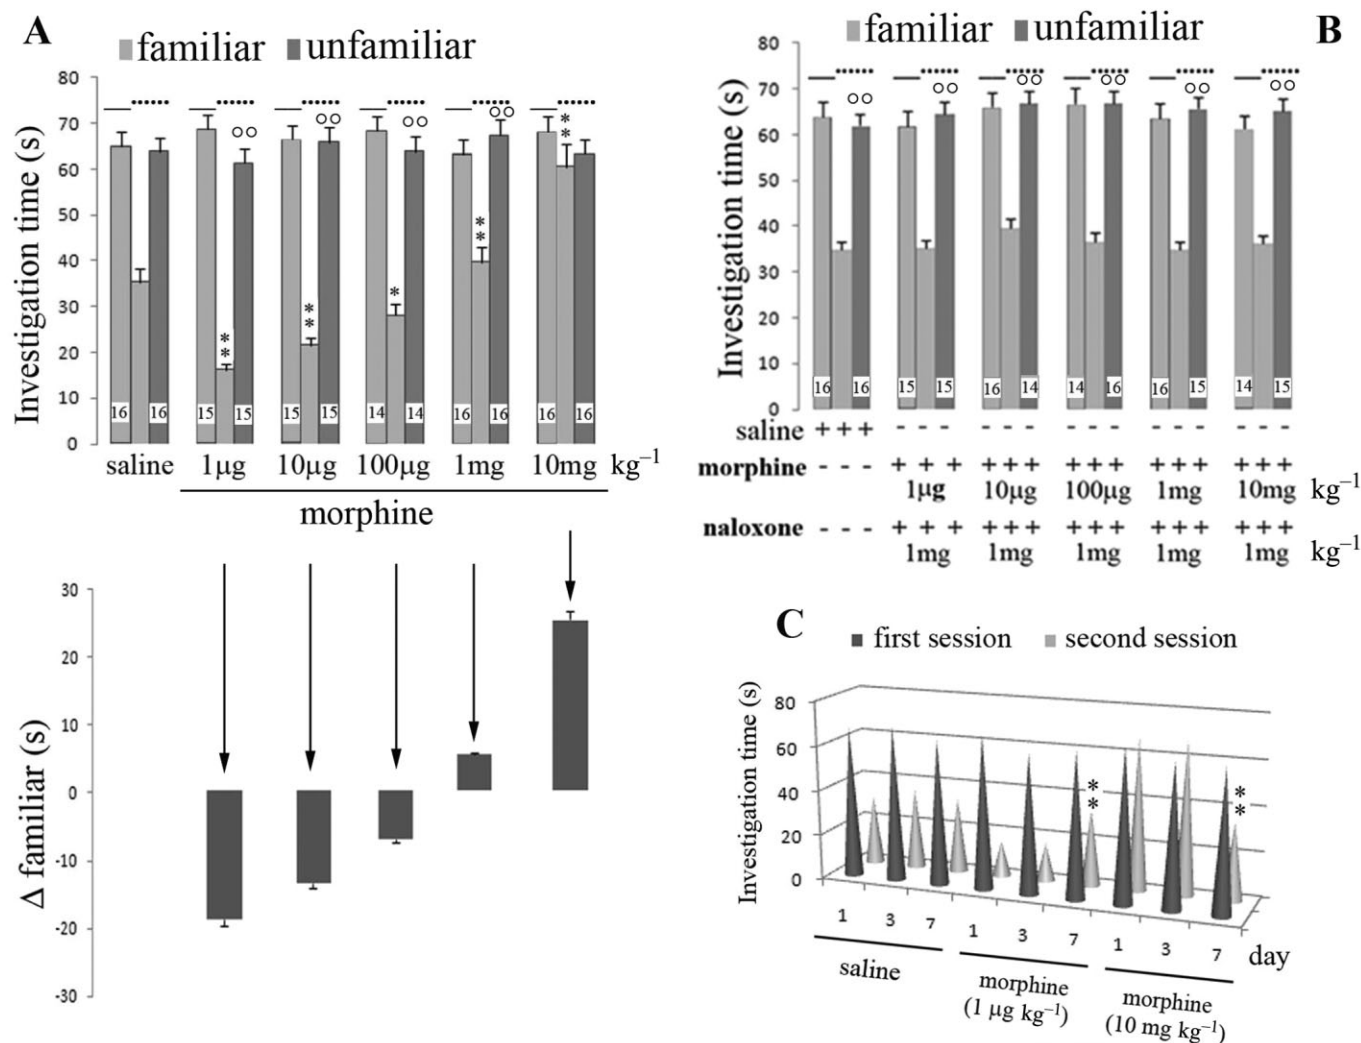 A
familiar unfamiliar
Investigation time (s)
80
70
60
50
40
30
20
10
0
○○ ○○ ○○ ○○
** ** * ** **
16 16 15 15 15 15 14 14 16 16 16 16
saline 1µg 10µg 100µg 1mg 10mg kg⁻¹
morphine
Δ familiar (s)
30
20
10
0
-10
-20
-30
B
familiar unfamiliar
Investigation time (s)
80
70
60
50
40
30
20
10
0
○○ ○○ ○○ ○○ ○○ ○○
16 16 15 15 16 14 14 16 16 15 14 15
saline + + + - - - - - - - - - - - - - - -
morphine - - - + + + + + + + + + + + + + + +
1µg 10µg 100µg 1mg 10mg kg⁻¹
naloxone - - - + + + + + + + + + + + + + + +
1mg 1mg 1mg 1mg 1mg kg⁻¹
C
first session second session
Investigation time (s)
80
60
40
20
0
** **
1 3 7 1 3 7 1 3 7 day
saline
morphine
(1 µg kg⁻¹)
morphine
(10 mg kg⁻¹)